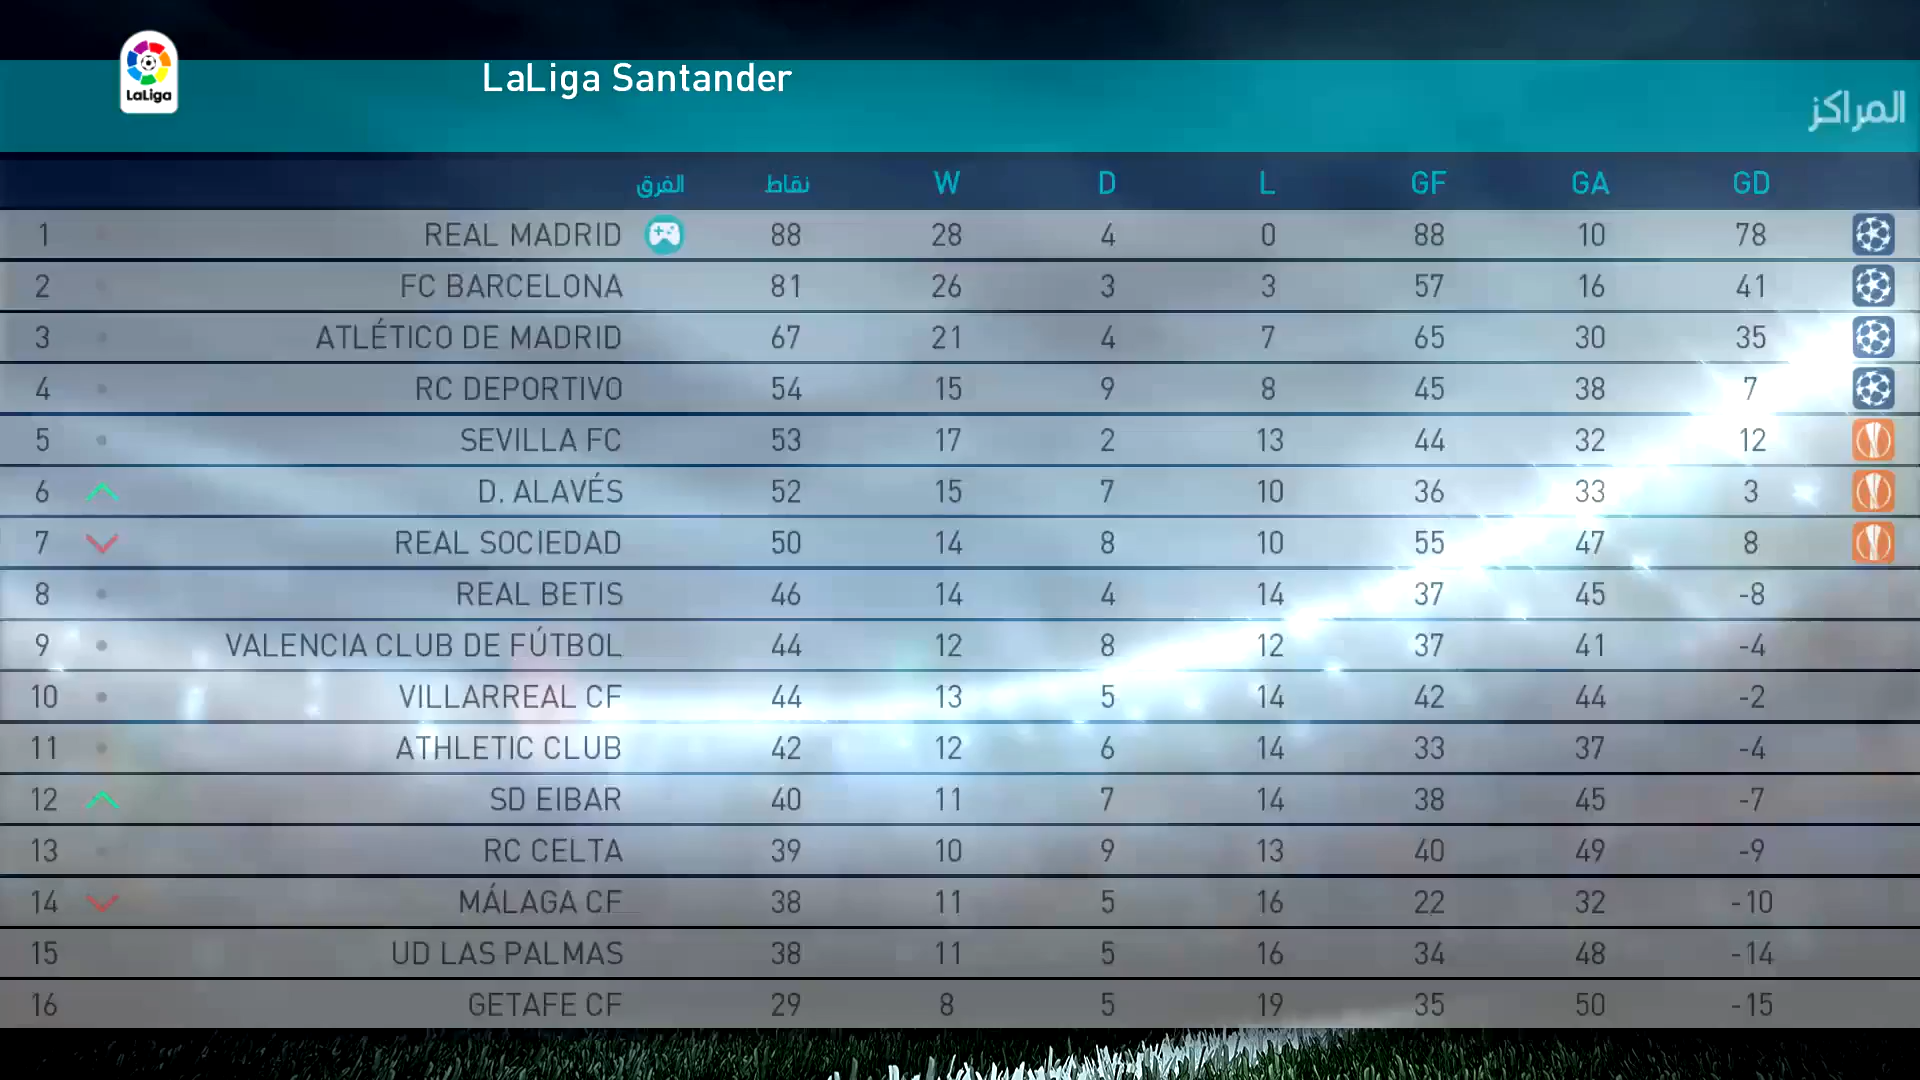 LaLiga
LaLiga Santander
المراكز
الفرق نقاط W D L GF GA GD
1 REAL MADRID 88 28 4 0 88 10 78
2 FC BARCELONA 81 26 3 3 57 16 41
3 ATLÉTICO DE MADRID 67 21 4 7 65 30 35
4 RC DEPORTIVO 54 15 9 8 45 38 7
5 SEVILLA FC 53 17 2 13 44 32 12
6 D. ALAVÉS 52 15 7 10 36 33 3
7 REAL SOCIEDAD 50 14 8 10 55 47 8
8 REAL BETIS 46 14 4 14 37 45 -8
9 VALENCIA CLUB DE FÚTBOL 44 12 8 12 37 41 -4
10 VILLARREAL CF 44 13 5 14 42 44 -2
11 ATHLETIC CLUB 42 12 6 14 33 37 -4
12 SD EIBAR 40 11 7 14 38 45 -7
13 RC CELTA 39 10 9 13 40 49 -9
14 MÁLAGA CF 38 11 5 16 22 32 -10
15 UD LAS PALMAS 38 11 5 16 34 48 -14
16 GETAFE CF 29 8 5 19 35 50 -15